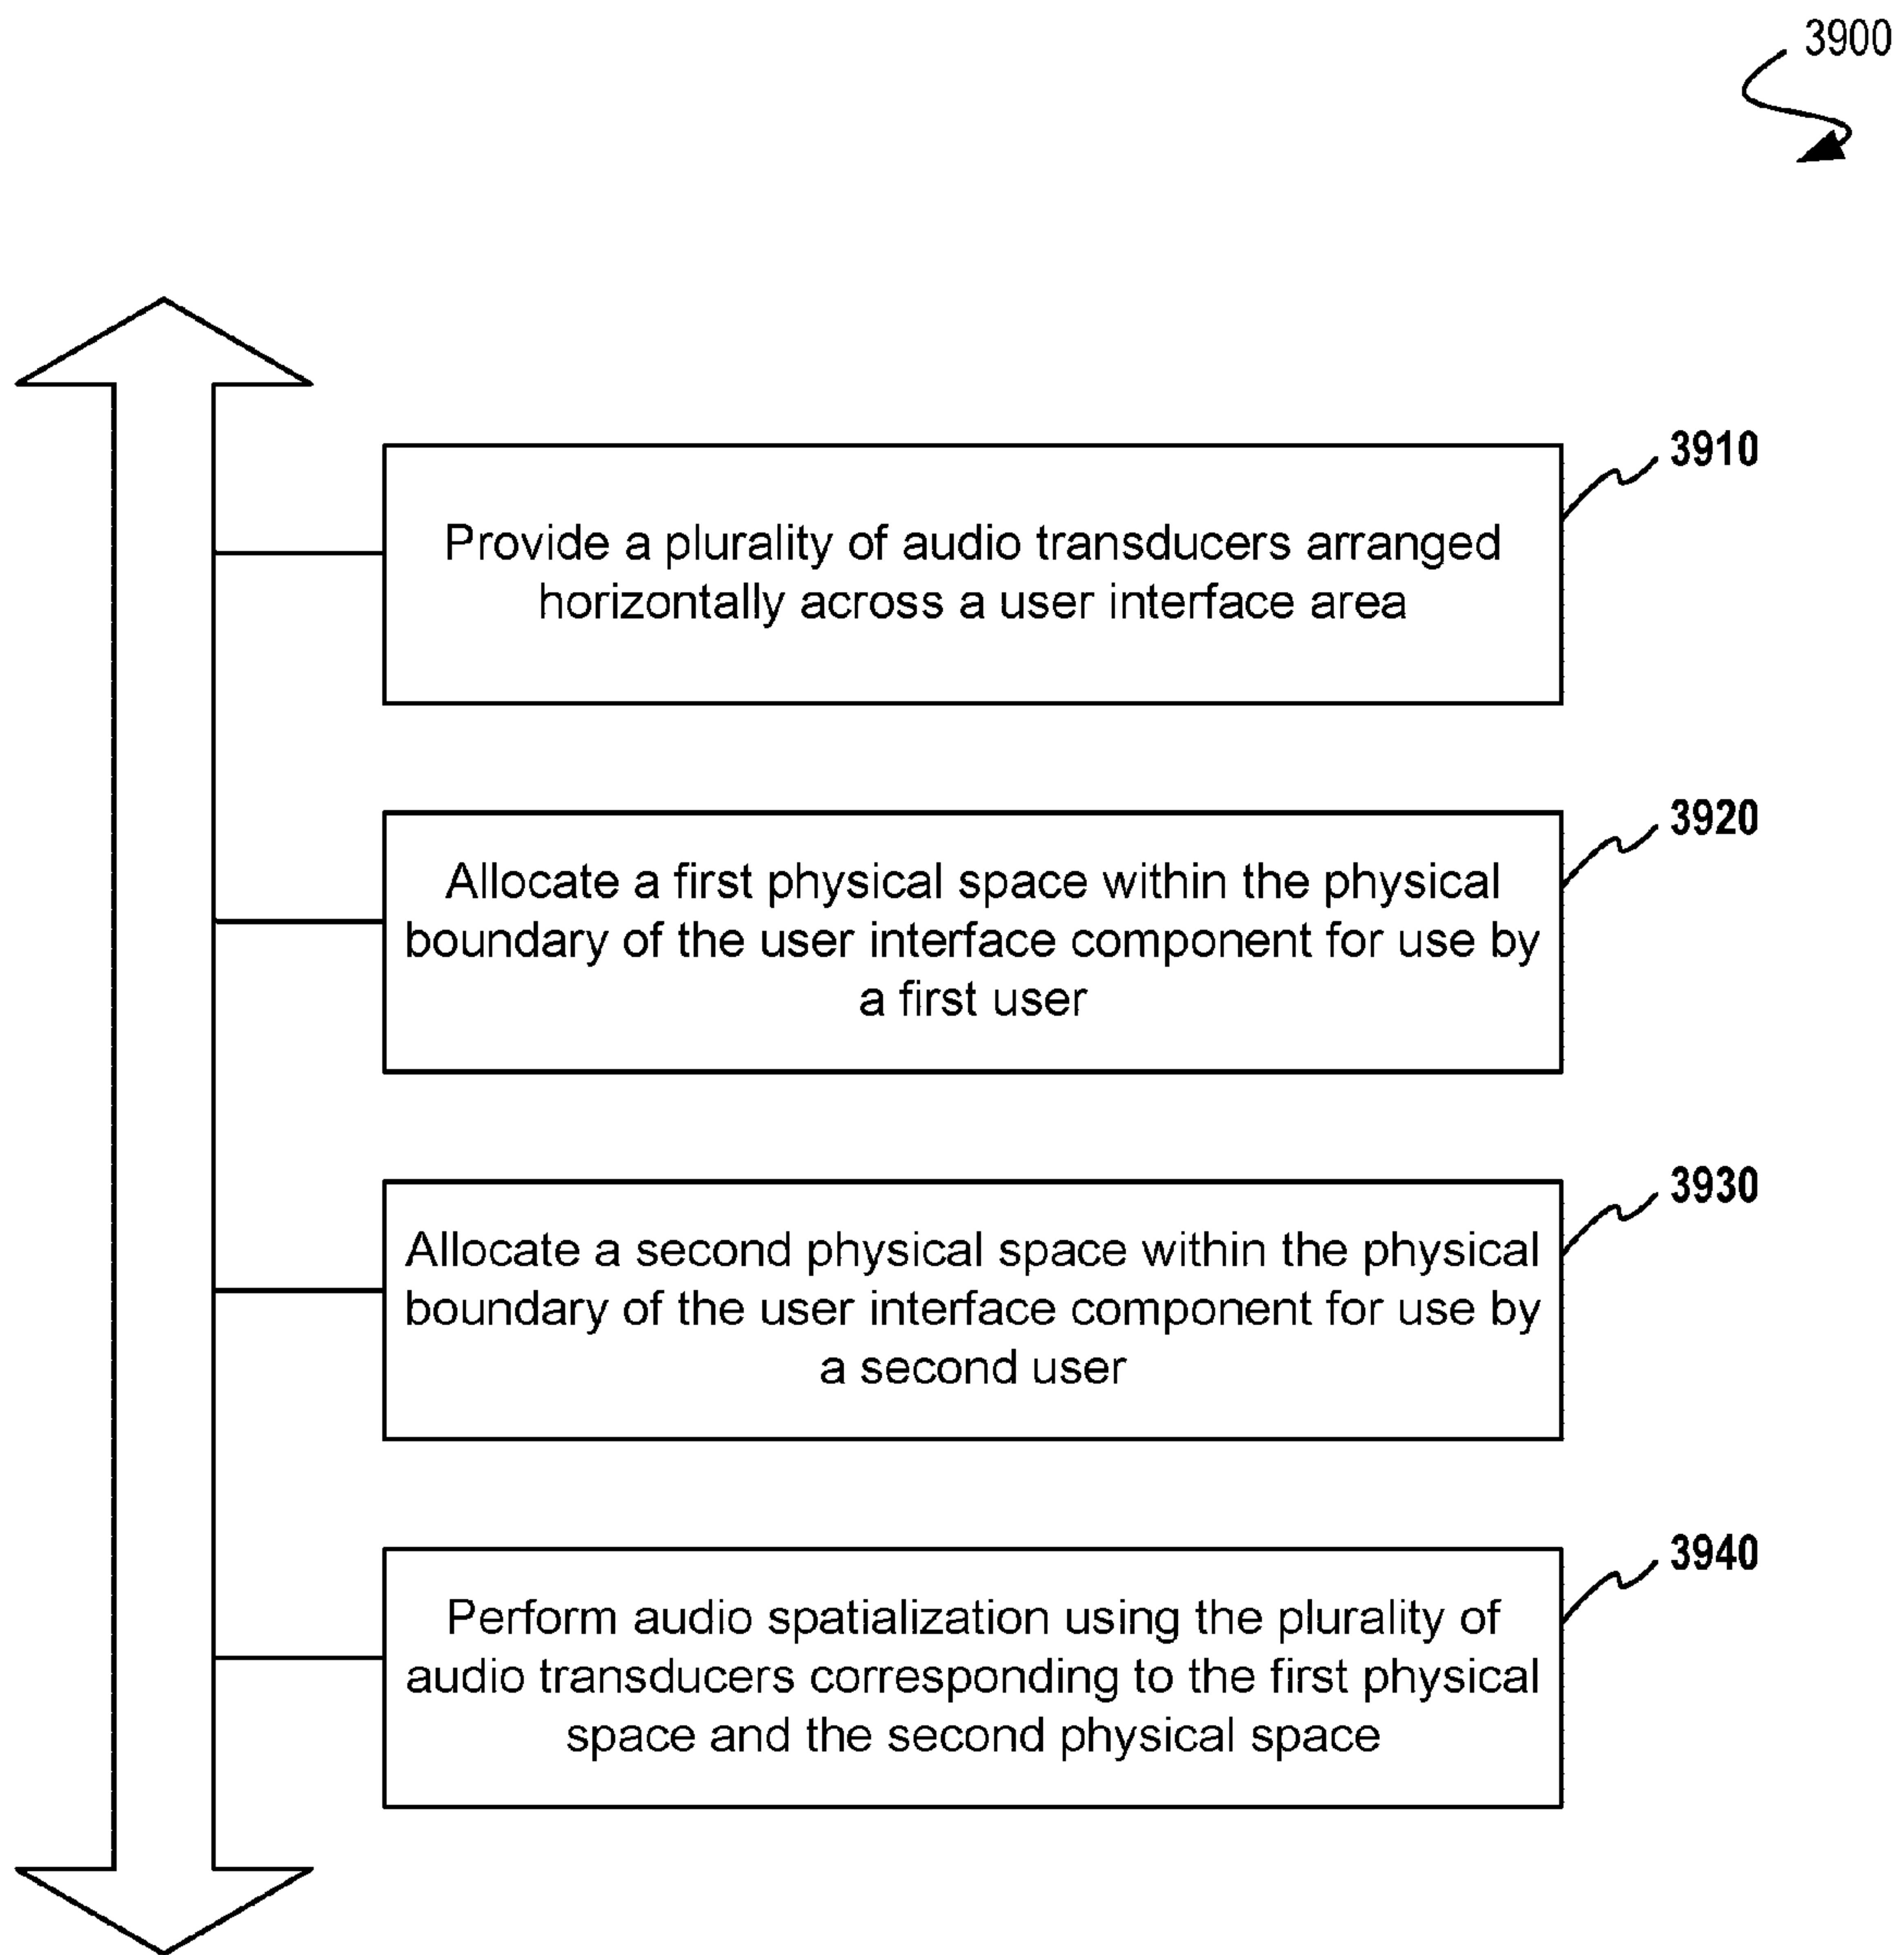 3900
3910
Provide a plurality of audio transducers arranged
horizontally across a user interface area
3920
Allocate a first physical space within the physical
boundary of the user interface component for use by
a first user
3930
Allocate a second physical space within the physical
boundary of the user interface component for use by
a second user
3940
Perform audio spatialization using the plurality of
audio transducers corresponding to the first physical
space and the second physical space